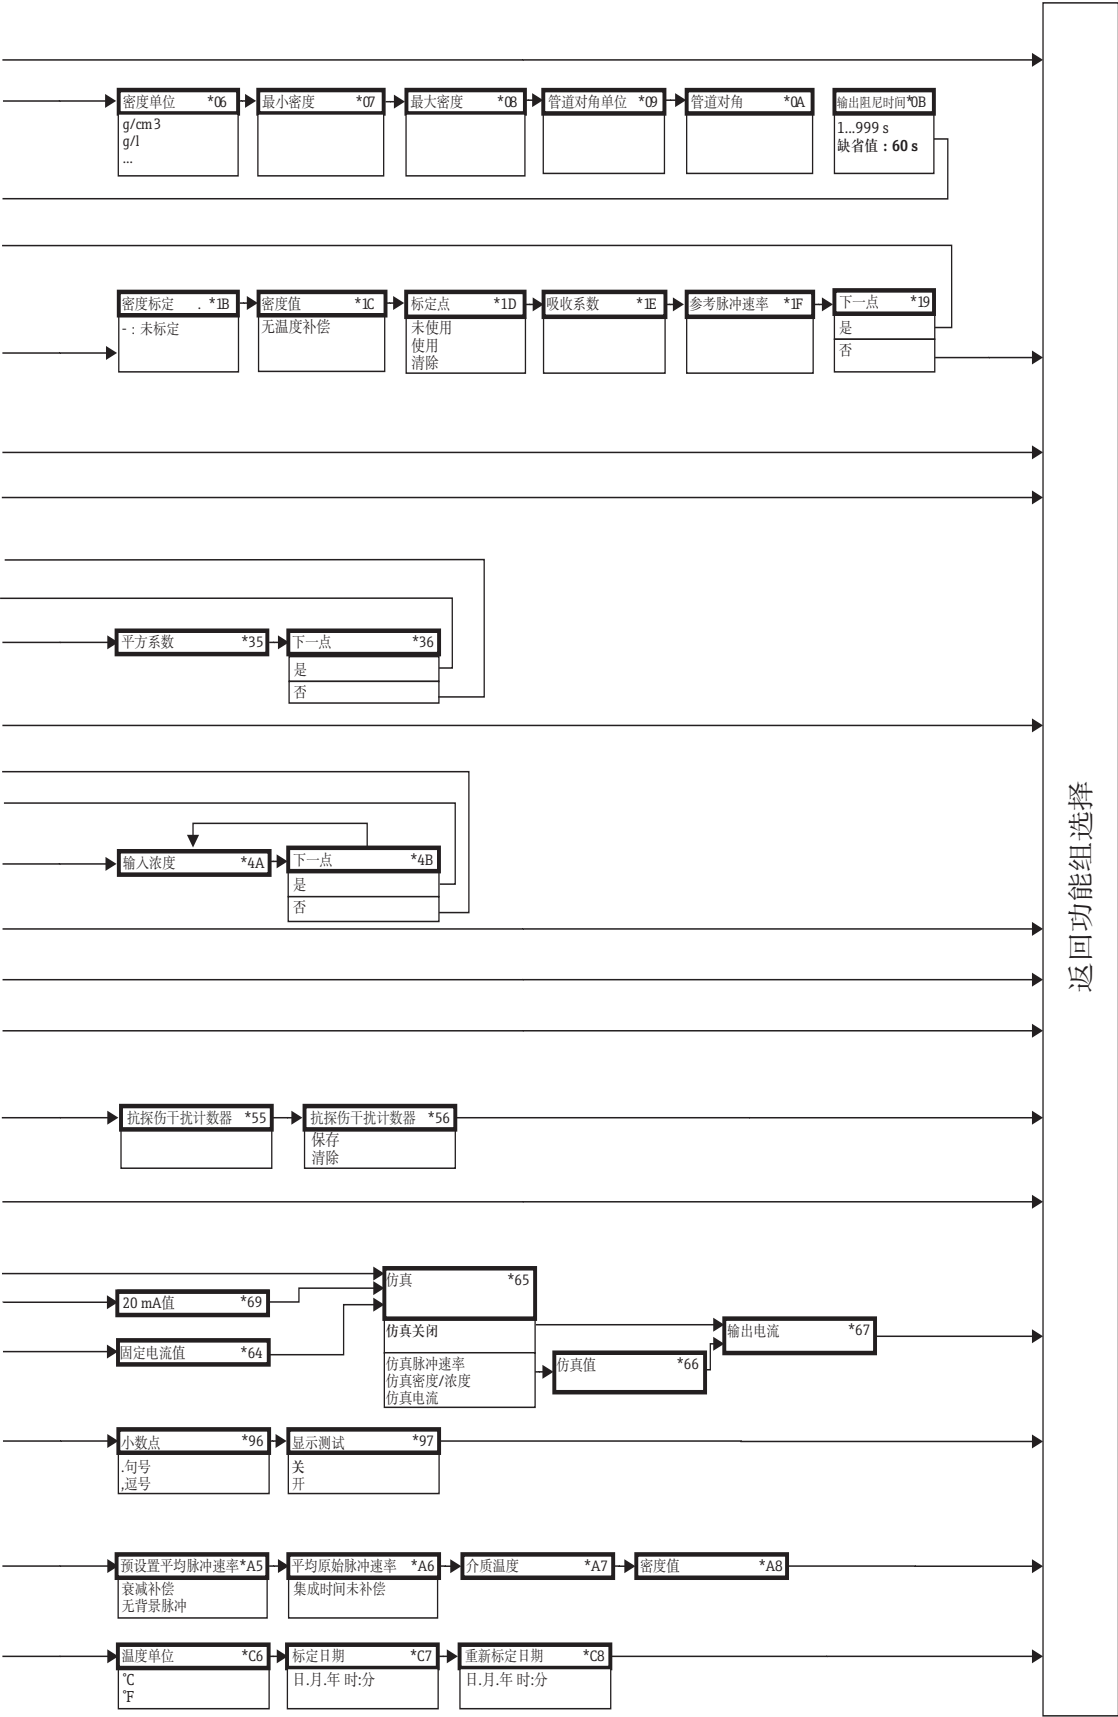 密度单位 *06
g/cm3
g/l
...
最小密度 *07
最大密度 *08
管道对角单位 *09
管道对角 *0A
输出阻尼时间*0B
1...999 s
缺省值：60 s
密度标定 . *1B
- : 未标定
密度值 *1C
无温度补偿
标定点 *1D
未使用
使用
清除
吸收系数 *1E
参考脉冲速率 *1F
下一点 *19
是
否
平方系数 *35
下一点 *36
是
否
输入浓度 *4A
下一点 *4B
是
否
抗探伤干扰计数器 *55
抗探伤干扰计数器 *56
保存
清除
20 mA值 *69
固定电流值 *64
仿真 *65
仿真关闭
仿真脉冲速率
仿真密度/浓度
仿真电流
仿真值 *66
输出电流 *67
小数点 *96
.句号
,逗号
显示测试 *97
关
开
预设置平均脉冲速率*A5
衰减补偿
无背景脉冲
平均原始脉冲速率 *A6
集成时间未补偿
介质温度 *A7
密度值 *A8
温度单位 *C6
°C
°F
标定日期 *C7
日.月.年 时:分
重新标定日期 *C8
日.月.年 时:分
返回功能组选择